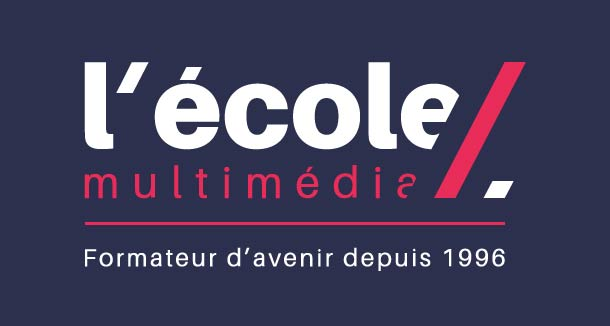 l'école
multimédia
Formateur d'avenir depuis 1996